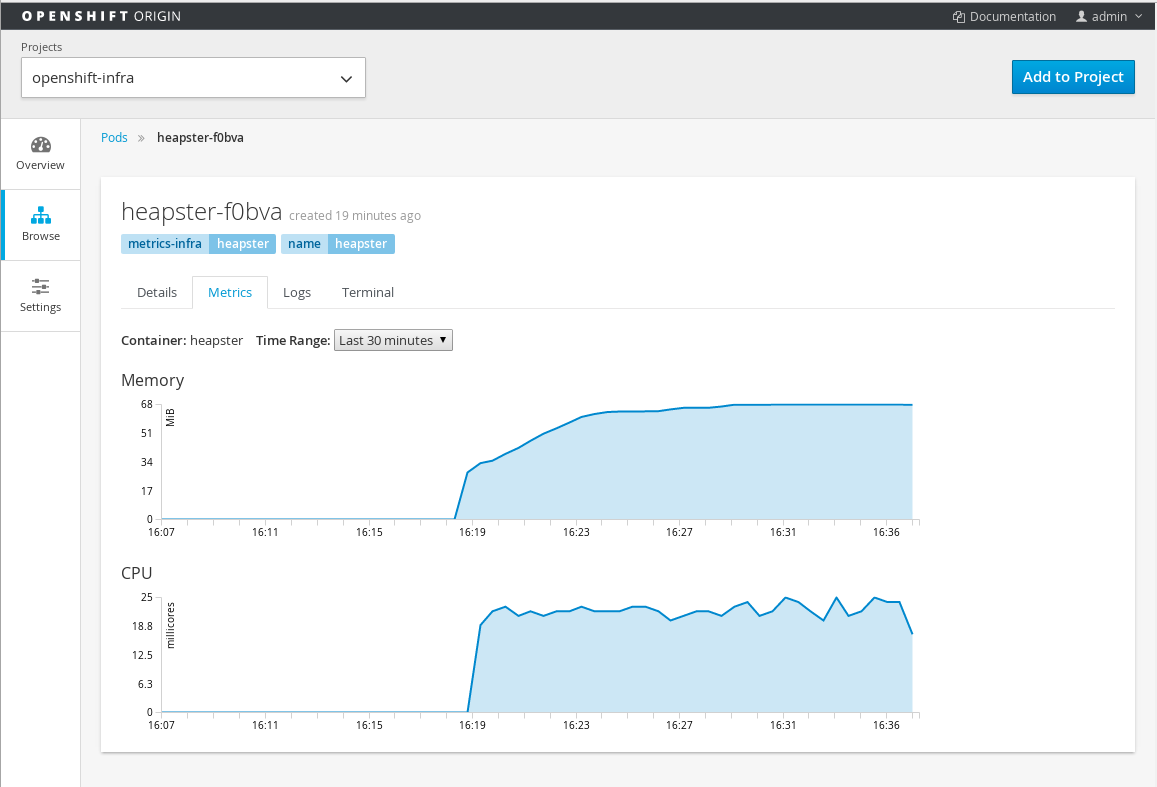 OPENSHIFT ORIGIN Documentation admin
Projects
openshift-infra
Add to Project
Pods » heapster-f0bva
Overview
Browse
Settings
heapster-f0bva created 19 minutes ago
metrics-infra heapster name heapster
Details Metrics Logs Terminal
Container: heapster Time Range: Last 30 minutes
Memory
68
51
34
17
0
MiB
16:07 16:11 16:15 16:19 16:23 16:27 16:31 16:36
CPU
25
18.8
12.5
6.3
0
millicores
16:07 16:11 16:15 16:19 16:23 16:27 16:31 16:36